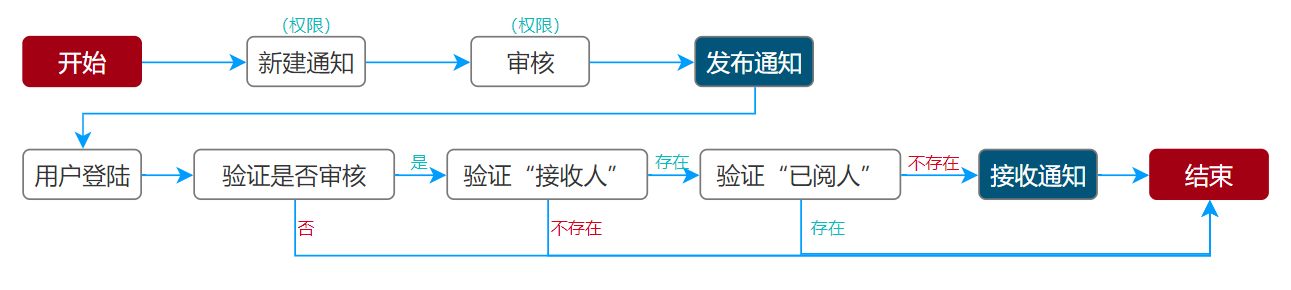 （权限）
（权限）
开始
新建通知
审核
发布通知
用户登陆
验证是否审核
是
验证“接收人”
存在
验证“已阅人”
不存在
接收通知
结束
否
不存在
存在